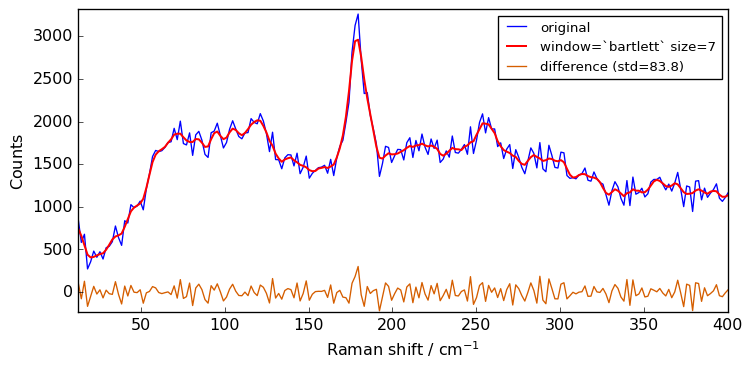 original
window=`bartlett` size=7
difference (std=83.8)
Counts
3000
2500
2000
1500
1000
500
0
50 100 150 200 250 300 350 400
Raman shift / cm⁻¹